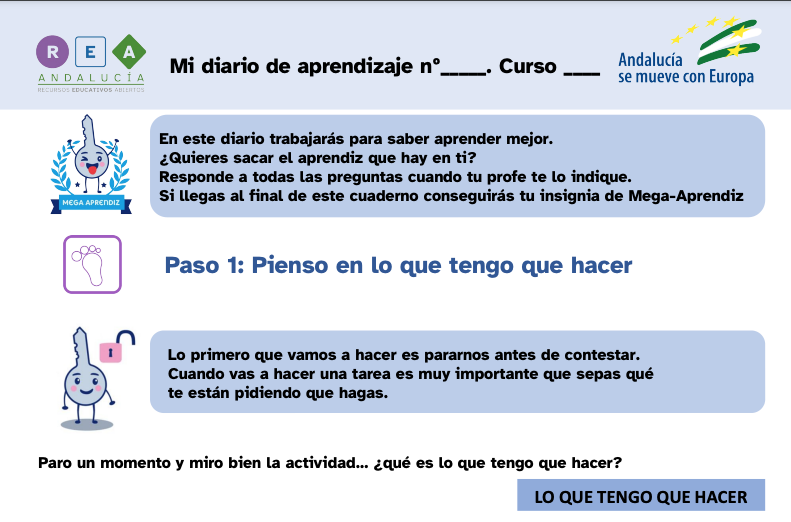 R E A
ANDALUCÍA
RECURSOS EDUCATIVOS ABIERTOS
Mi diario de aprendizaje nº_____. Curso ____
Andalucía
se mueve con Europa
En este diario trabajarás para saber aprender mejor.
¿Quieres sacar el aprendiz que hay en ti?
Responde a todas las preguntas cuando tu profe te lo indique.
Si llegas al final de este cuaderno conseguirás tu insignia de Mega-Aprendiz
MEGA APRENDIZ
Paso 1: Pienso en lo que tengo que hacer
Lo primero que vamos a hacer es pararnos antes de contestar.
Cuando vas a hacer una tarea es muy importante que sepas qué
te están pidiendo que hagas.
Paro un momento y miro bien la actividad... ¿qué es lo que tengo que hacer?
LO QUE TENGO QUE HACER